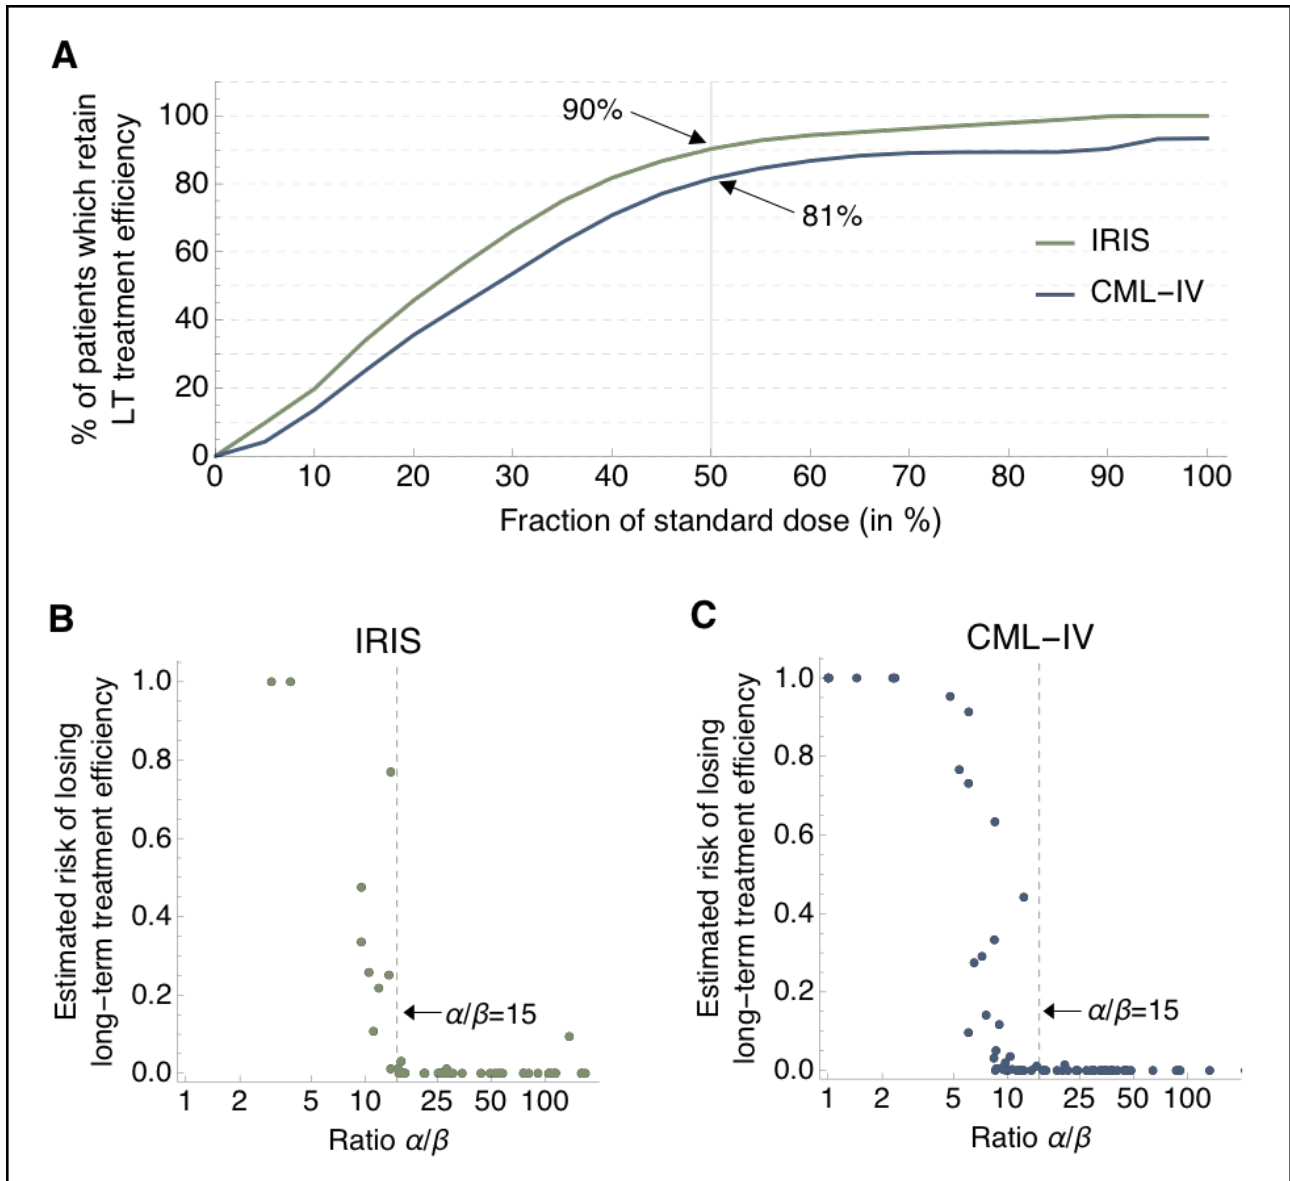 A
% of patients which retain
LT treatment efficiency
100
80
60
40
20
0
90%
81%
IRIS
CML−IV
0 10 20 30 40 50 60 70 80 90 100
Fraction of standard dose (in %)
B
IRIS
Estimated risk of losing
long−term treatment efficiency
1.0
0.8
0.6
0.4
0.2
0.0
α/β=15
1 2 5 10 25 50 100
Ratio α/β
C
CML−IV
Estimated risk of losing
long−term treatment efficiency
1.0
0.8
0.6
0.4
0.2
0.0
α/β=15
1 2 5 10 25 50 100
Ratio α/β